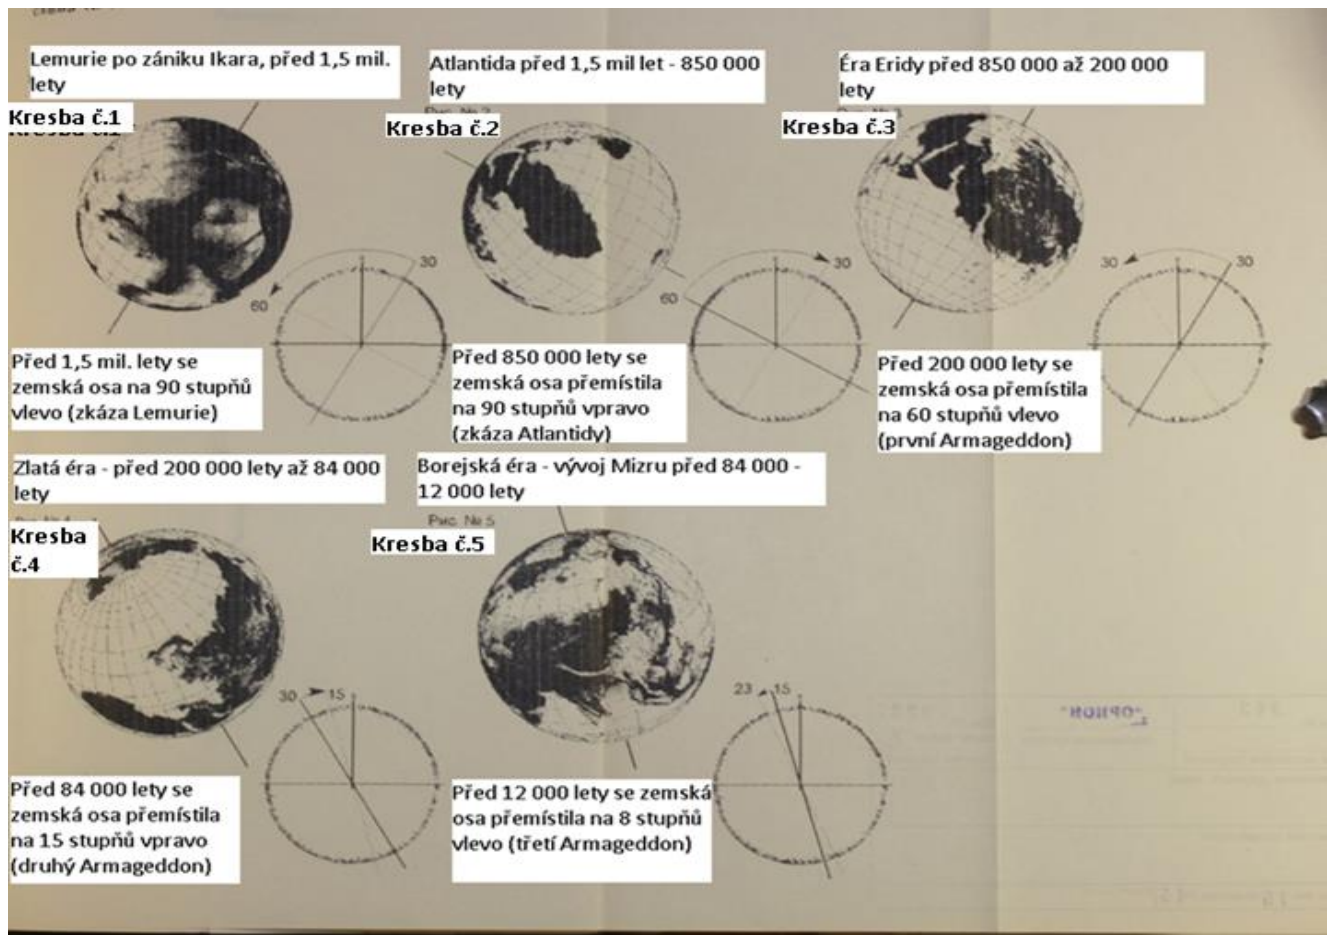 Lemurie po zániku Ikara, před 1,5 mil.
lety
Kresba č.1
60
30
Před 1,5 mil. lety se
zemská osa na 90 stupňů
vlevo (zkáza Lemurie)
Atlantida před 1,5 mil let - 850 000
lety
Kresba č.2
60
30
Před 850 000 lety se
zemská osa přemístila
na 90 stupňů vpravo
(zkáza Atlantidy)
Éra Eridy před 850 000 až 200 000
lety
Kresba č.3
30
30
Před 200 000 lety se
zemská osa přemístila
na 60 stupňů vlevo
(první Armageddon)
Zlatá éra - před 200 000 lety až 84 000
lety
Kresba
č.4
30
15
Před 84 000 lety se
zemská osa přemístila
na 15 stupňů vpravo
(druhý Armageddon)
Borejská éra - vývoj Mizru před 84 000 -
12 000 lety
Рис. № 5
Kresba č.5
23
15
Před 12 000 lety se zemská
osa přemístila na 8 stupňů
vlevo (třetí Armageddon)